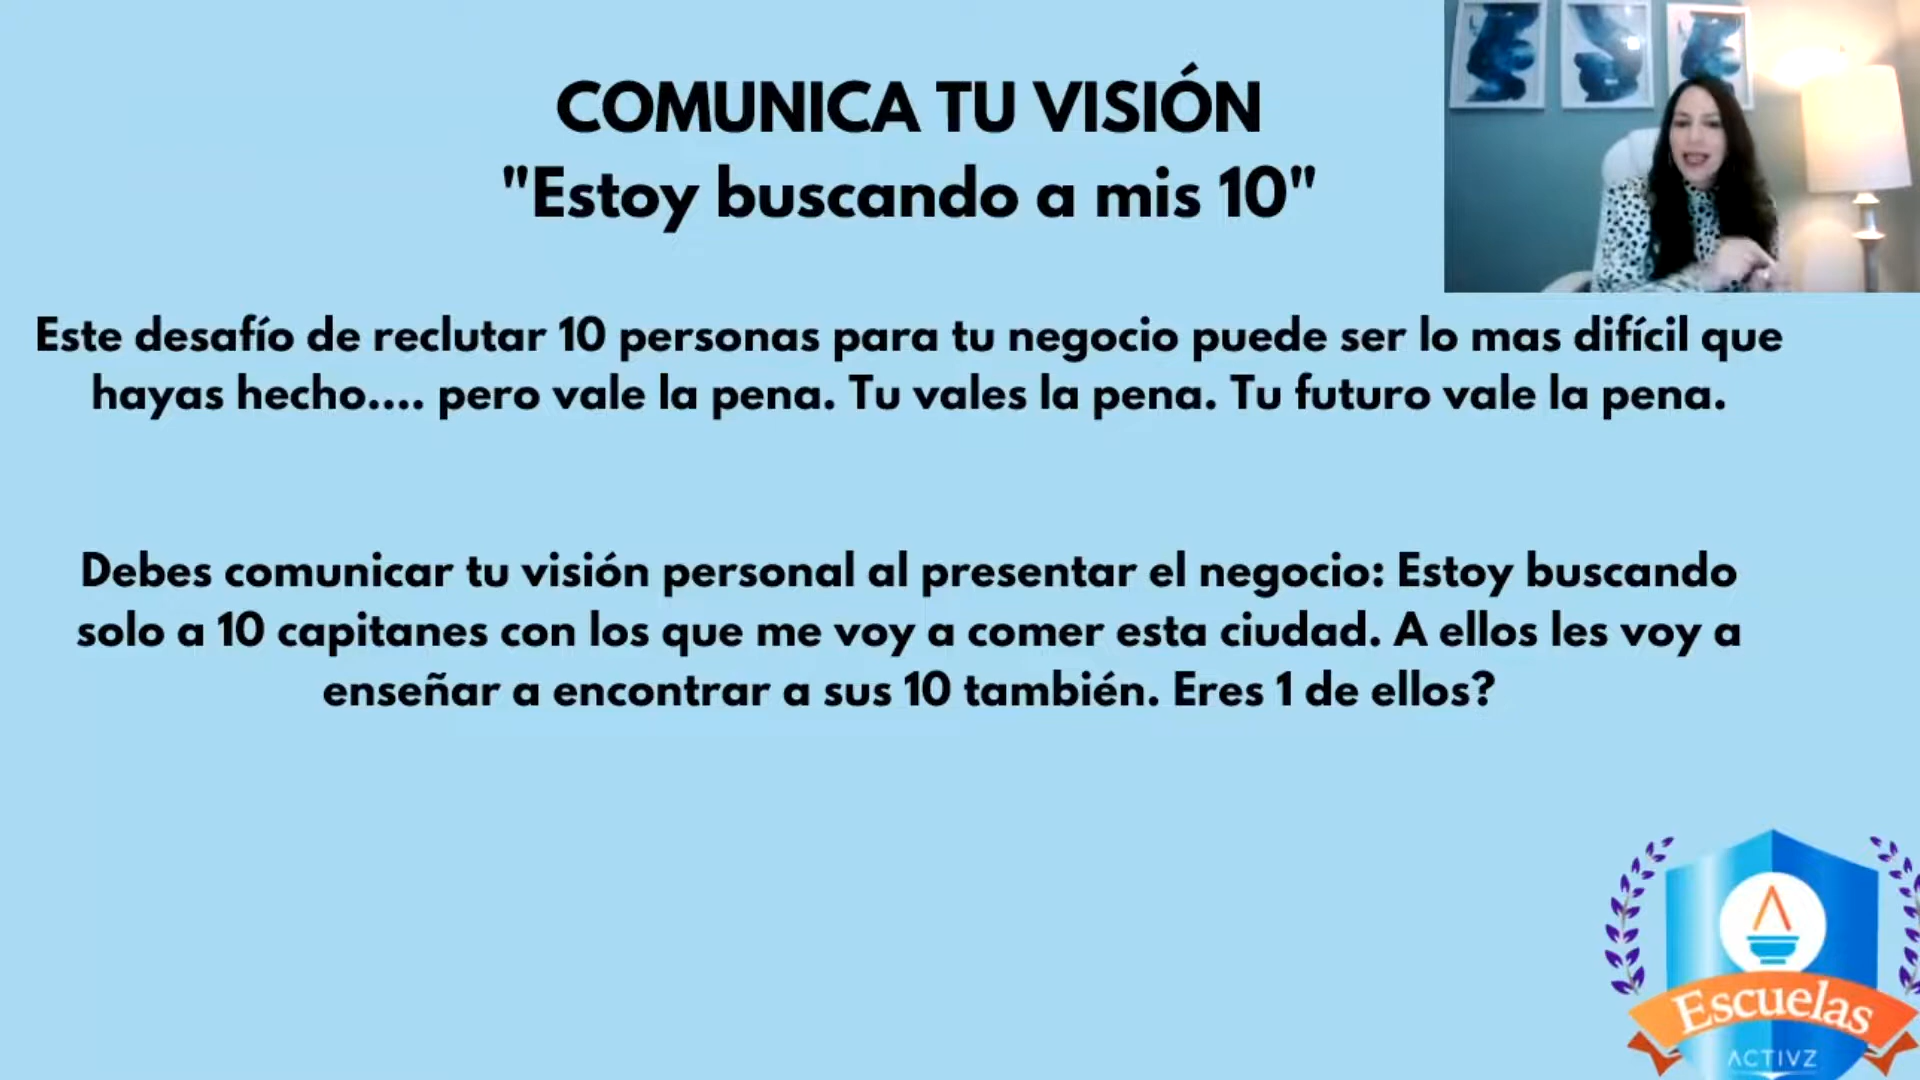 COMUNICA TU VISIÓN
"Estoy buscando a mis 10"
Este desafío de reclutar 10 personas para tu negocio puede ser lo mas difícil que
hayas hecho.... pero vale la pena. Tu vales la pena. Tu futuro vale la pena.
Debes comunicar tu visión personal al presentar el negocio: Estoy buscando
solo a 10 capitanes con los que me voy a comer esta ciudad. A ellos les voy a
enseñar a encontrar a sus 10 también. Eres 1 de ellos?
Escuelas
ACTIVZ